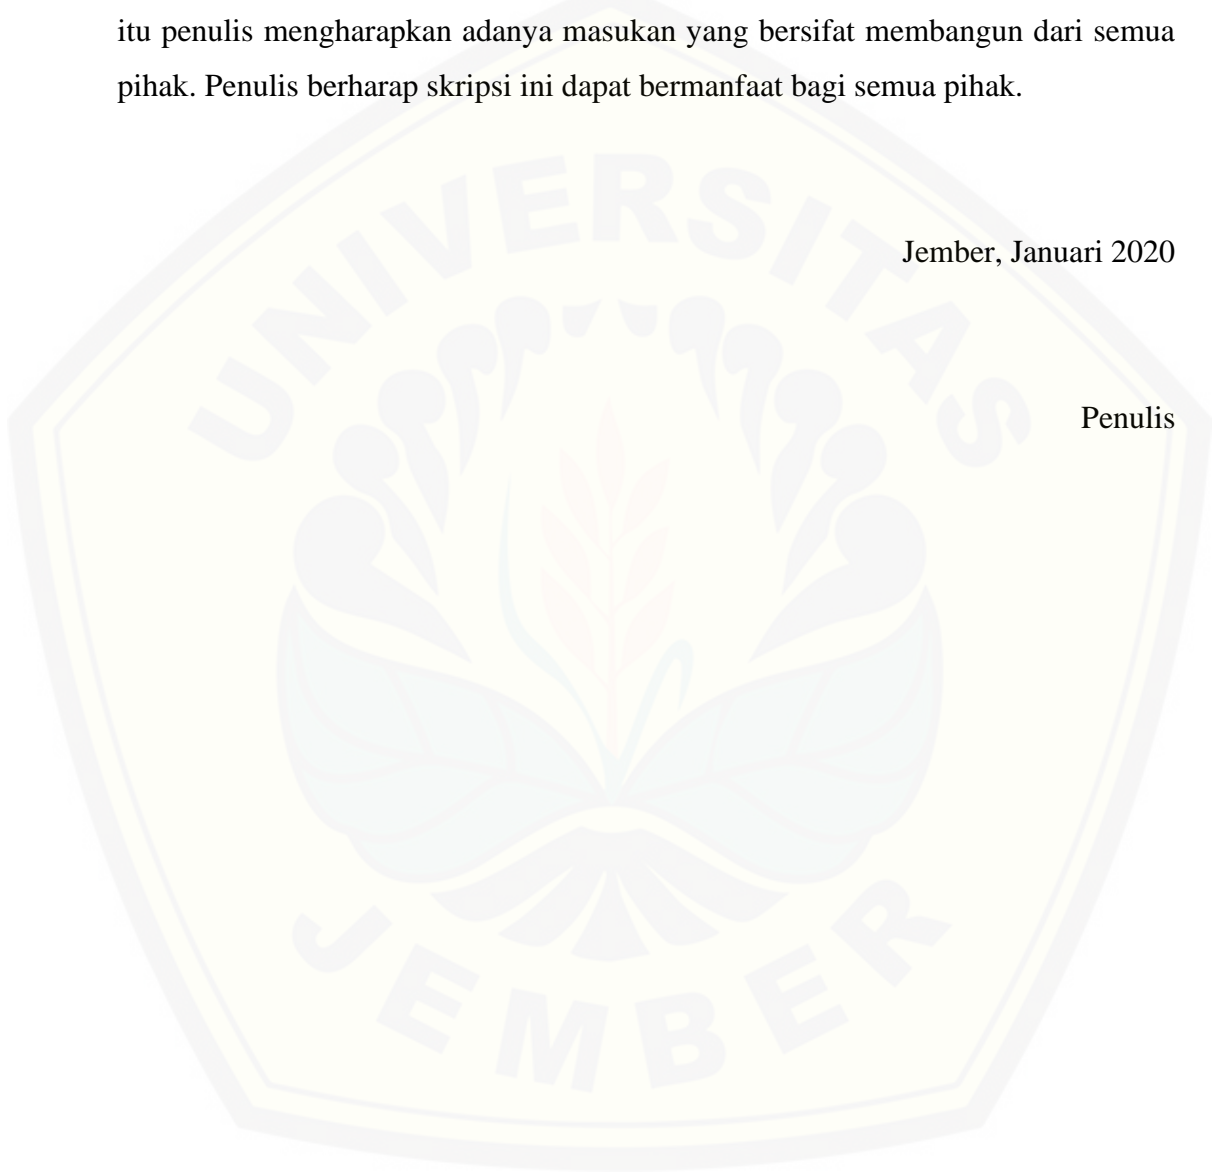 itu penulis mengharapkan adanya masukan yang bersifat membangun dari semua
pihak. Penulis berharap skripsi ini dapat bermanfaat bagi semua pihak.
Jember, Januari 2020
Penulis
UNIVERSITAS
JEMBER